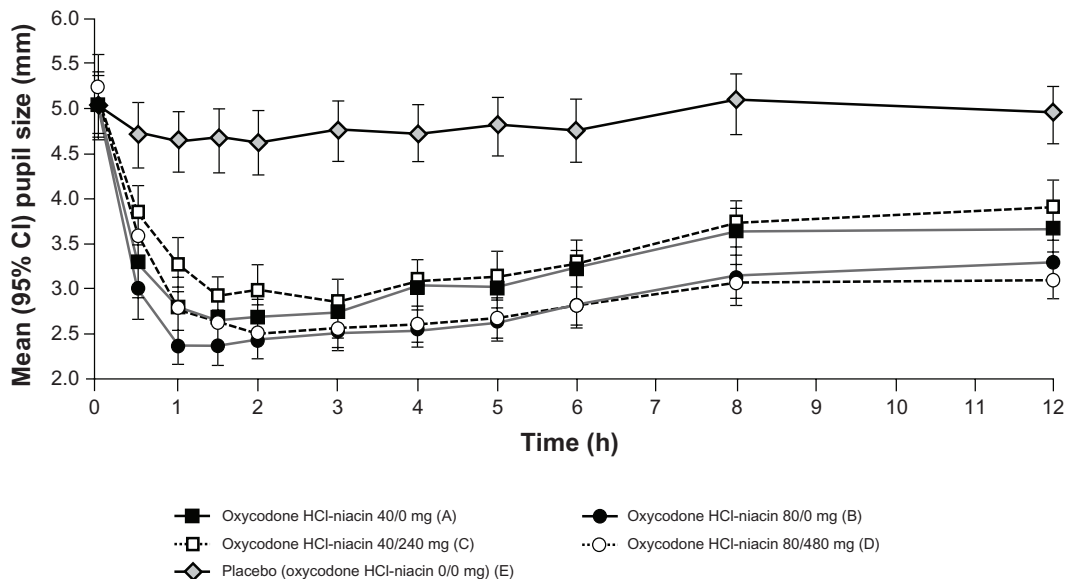 Mean (95% CI) pupil size (mm)
6.0
5.5
5.0
4.5
4.0
3.5
3.0
2.5
2.0
0 1 2 3 4 5 6 7 8 9 10 11 12
Time (h)
Oxycodone HCl-niacin 40/0 mg (A)
Oxycodone HCl-niacin 80/0 mg (B)
Oxycodone HCl-niacin 40/240 mg (C)
Oxycodone HCl-niacin 80/480 mg (D)
Placebo (oxycodone HCl-niacin 0/0 mg) (E)